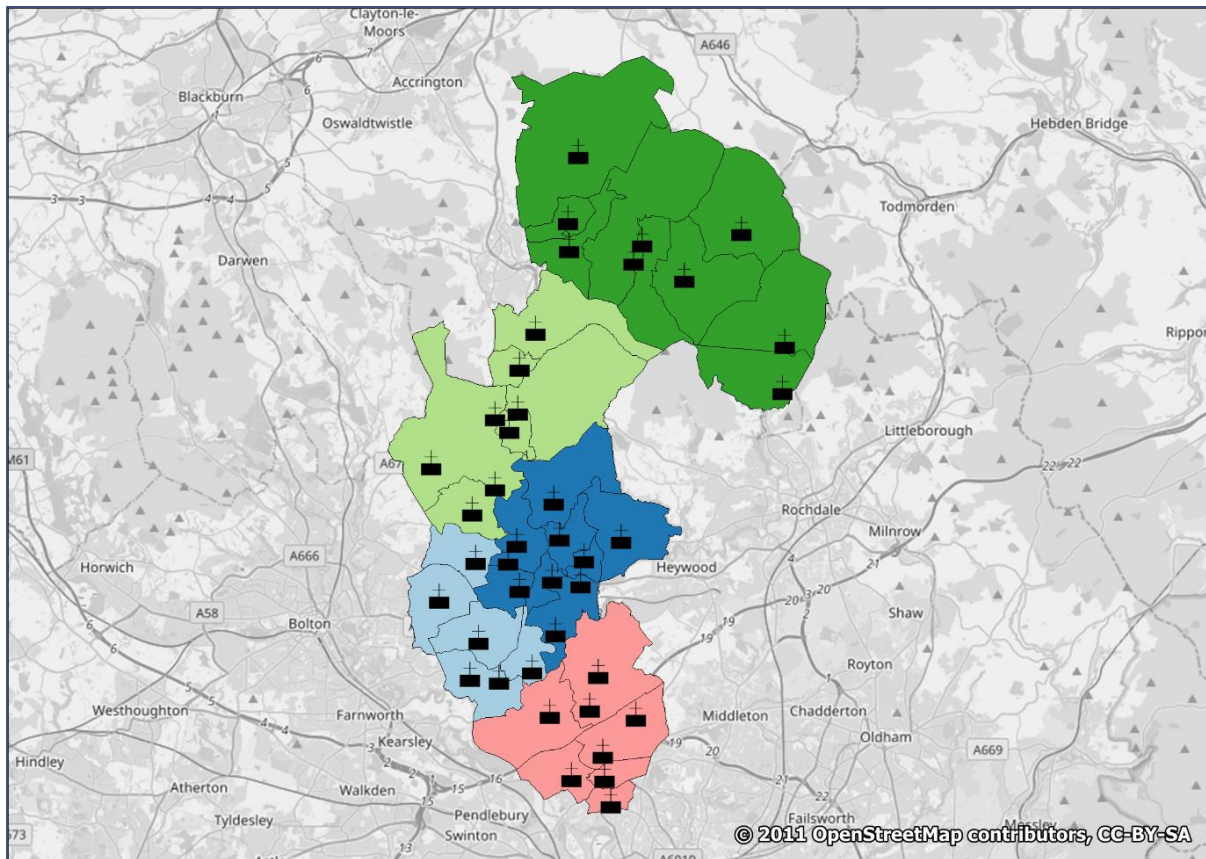 Clayton-le-
Moors
A646
Accrington
Blackburn
Oswaldtwistle
Hebden Bridge
Todmorden
Darwen
Rippon
Littleborough
M61
A67
Rochdale
Milnrow
A666
Horwich
Heywood
A58
Bolton
Shaw
Royton
Westhoughton
Farnworth
Middleton
Chadderton
Oldham
A669
Kearsley
Hindley
Atherton
Walkden
Pendlebury
Tyldesley
Swinton
Failsworth
Mossley
573
© 2011 OpenStreetMap contributors, CC-BY-SA